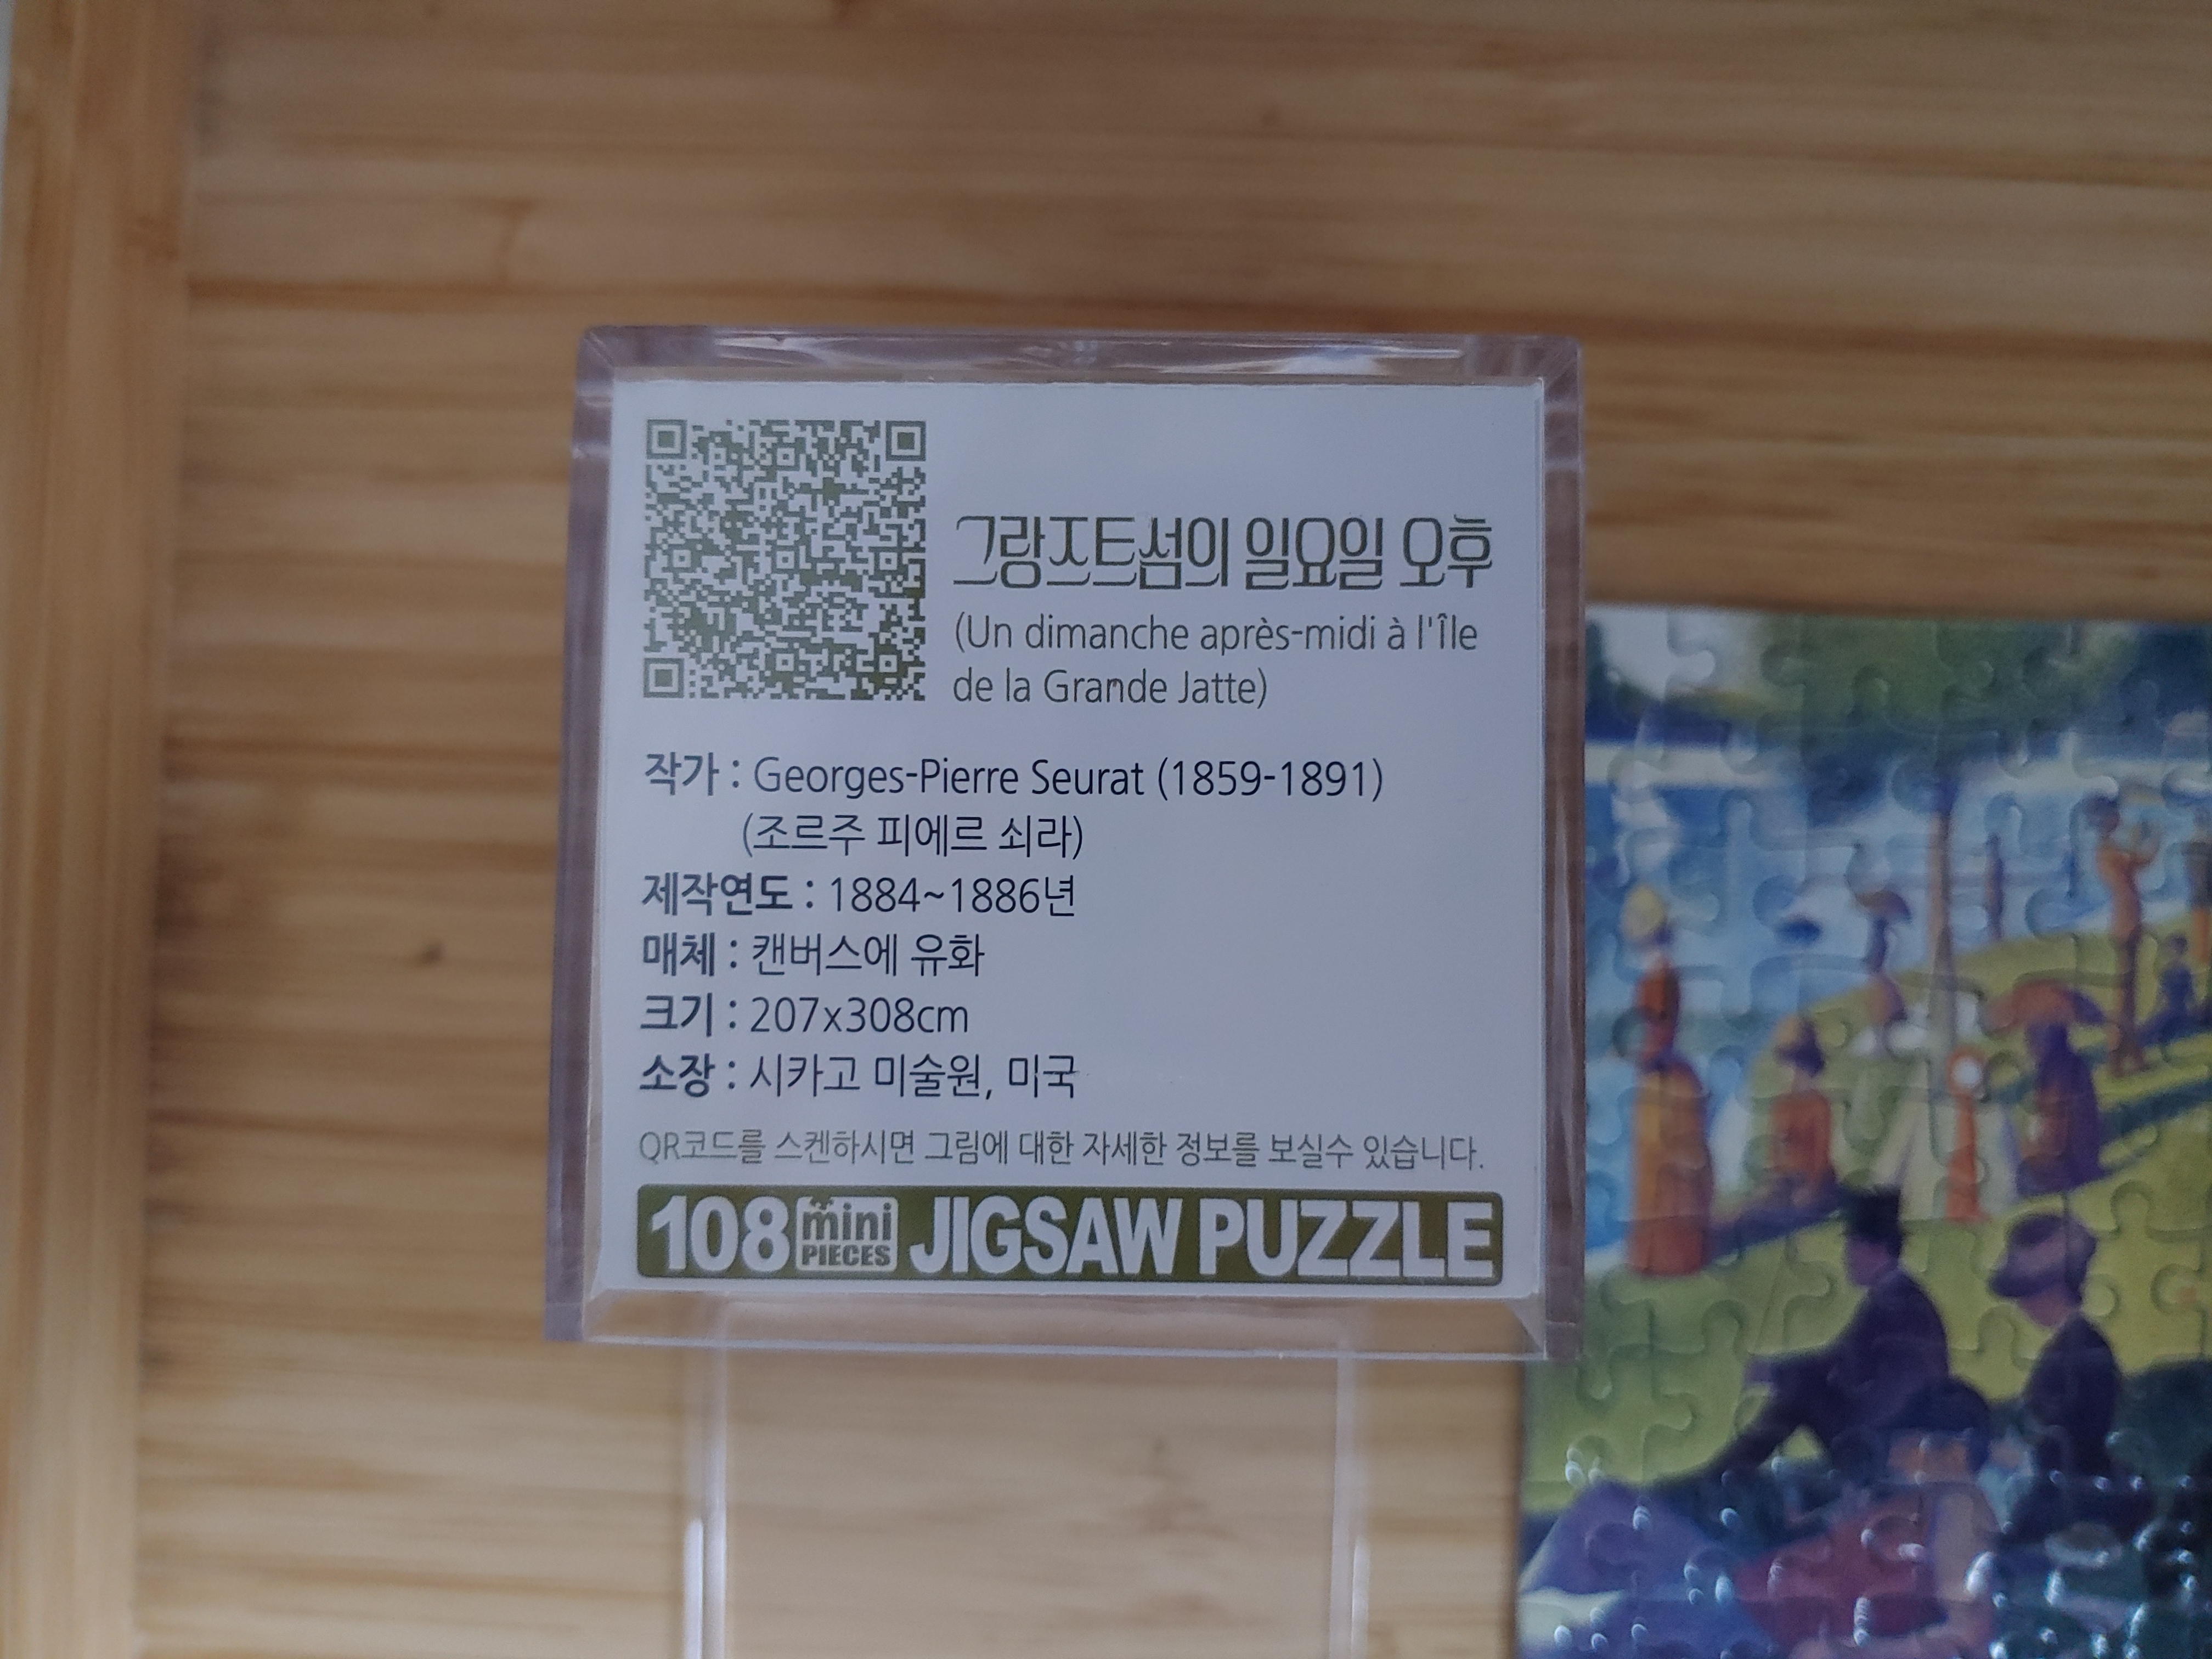 그랑조트섬의 일요일 오후
(Un dimanche après-midi à l'Île
de la Grande Jatte)
작가 : Georges-Pierre Seurat (1859-1891)
(조르주 피에르 쇠라)
제작연도 : 1884~1886년
매체 : 캔버스에 유화
크기 : 207x308cm
소장 : 시카고 미술원, 미국
QR코드를 스켄하시면 그림에 대한 자세한 정보를 보실수 있습니다.
108 mini PIECES JIGSAW PUZZLE